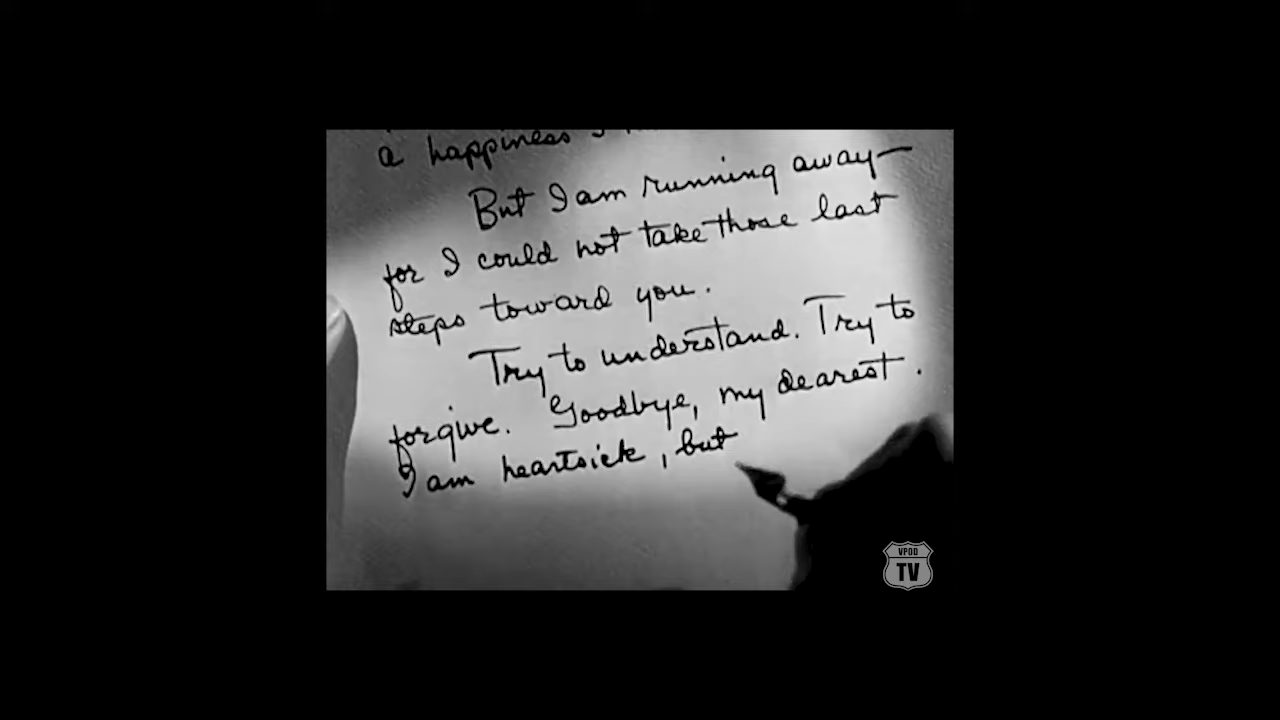 a happiness I
But I am running away—
for I could not take those last
steps toward you.
Try to understand. Try to
forgive. Goodbye, my dearest.
I am heartsick, but
VPOD
TV